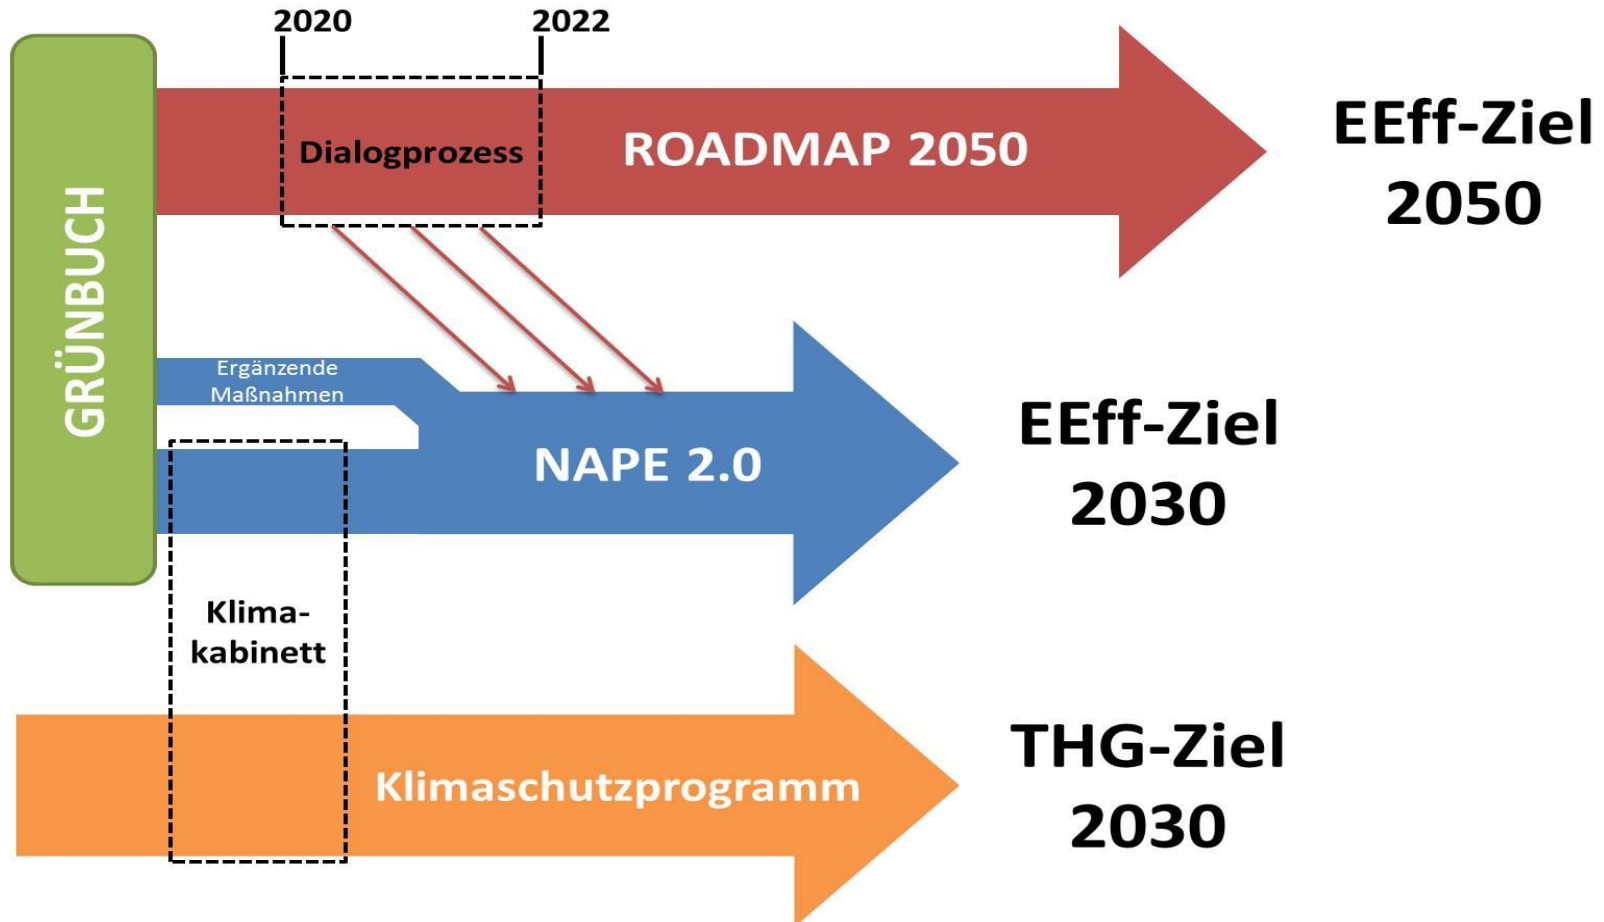 2020
2022
GRÜNBUCH
Dialogprozess
ROADMAP 2050
EEff-Ziel
2050
Ergänzende
Maßnahmen
NAPE 2.0
EEff-Ziel
2030
Klima-
kabinett
Klimaschutzprogramm
THG-Ziel
2030